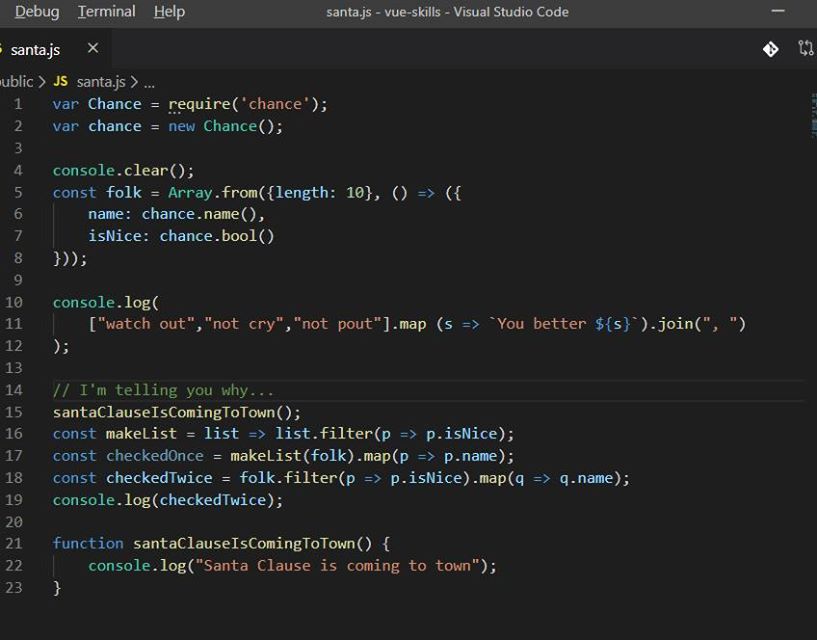 Debug Terminal Help santa.js - vue-skills - Visual Studio Code
santa.js ×
public > JS santa.js > ...
1 var Chance = require('chance');
2 var chance = new Chance();
3
4 console.clear();
5 const folk = Array.from({length: 10}, () => ({
6     name: chance.name(),
7     isNice: chance.bool()
8 }));
9
10 console.log(
11     ["watch out","not cry","not pout"].map (s => `You better ${s}`).join(", ")
12 );
13
14 // I'm telling you why...
15 santaClauseIsComingToTown();
16 const makeList = list => list.filter(p => p.isNice);
17 const checkedOnce = makeList(folk).map(p => p.name);
18 const checkedTwice = folk.filter(p => p.isNice).map(q => q.name);
19 console.log(checkedTwice);
20
21 function santaClauseIsComingToTown() {
22     console.log("Santa Clause is coming to town");
23 }